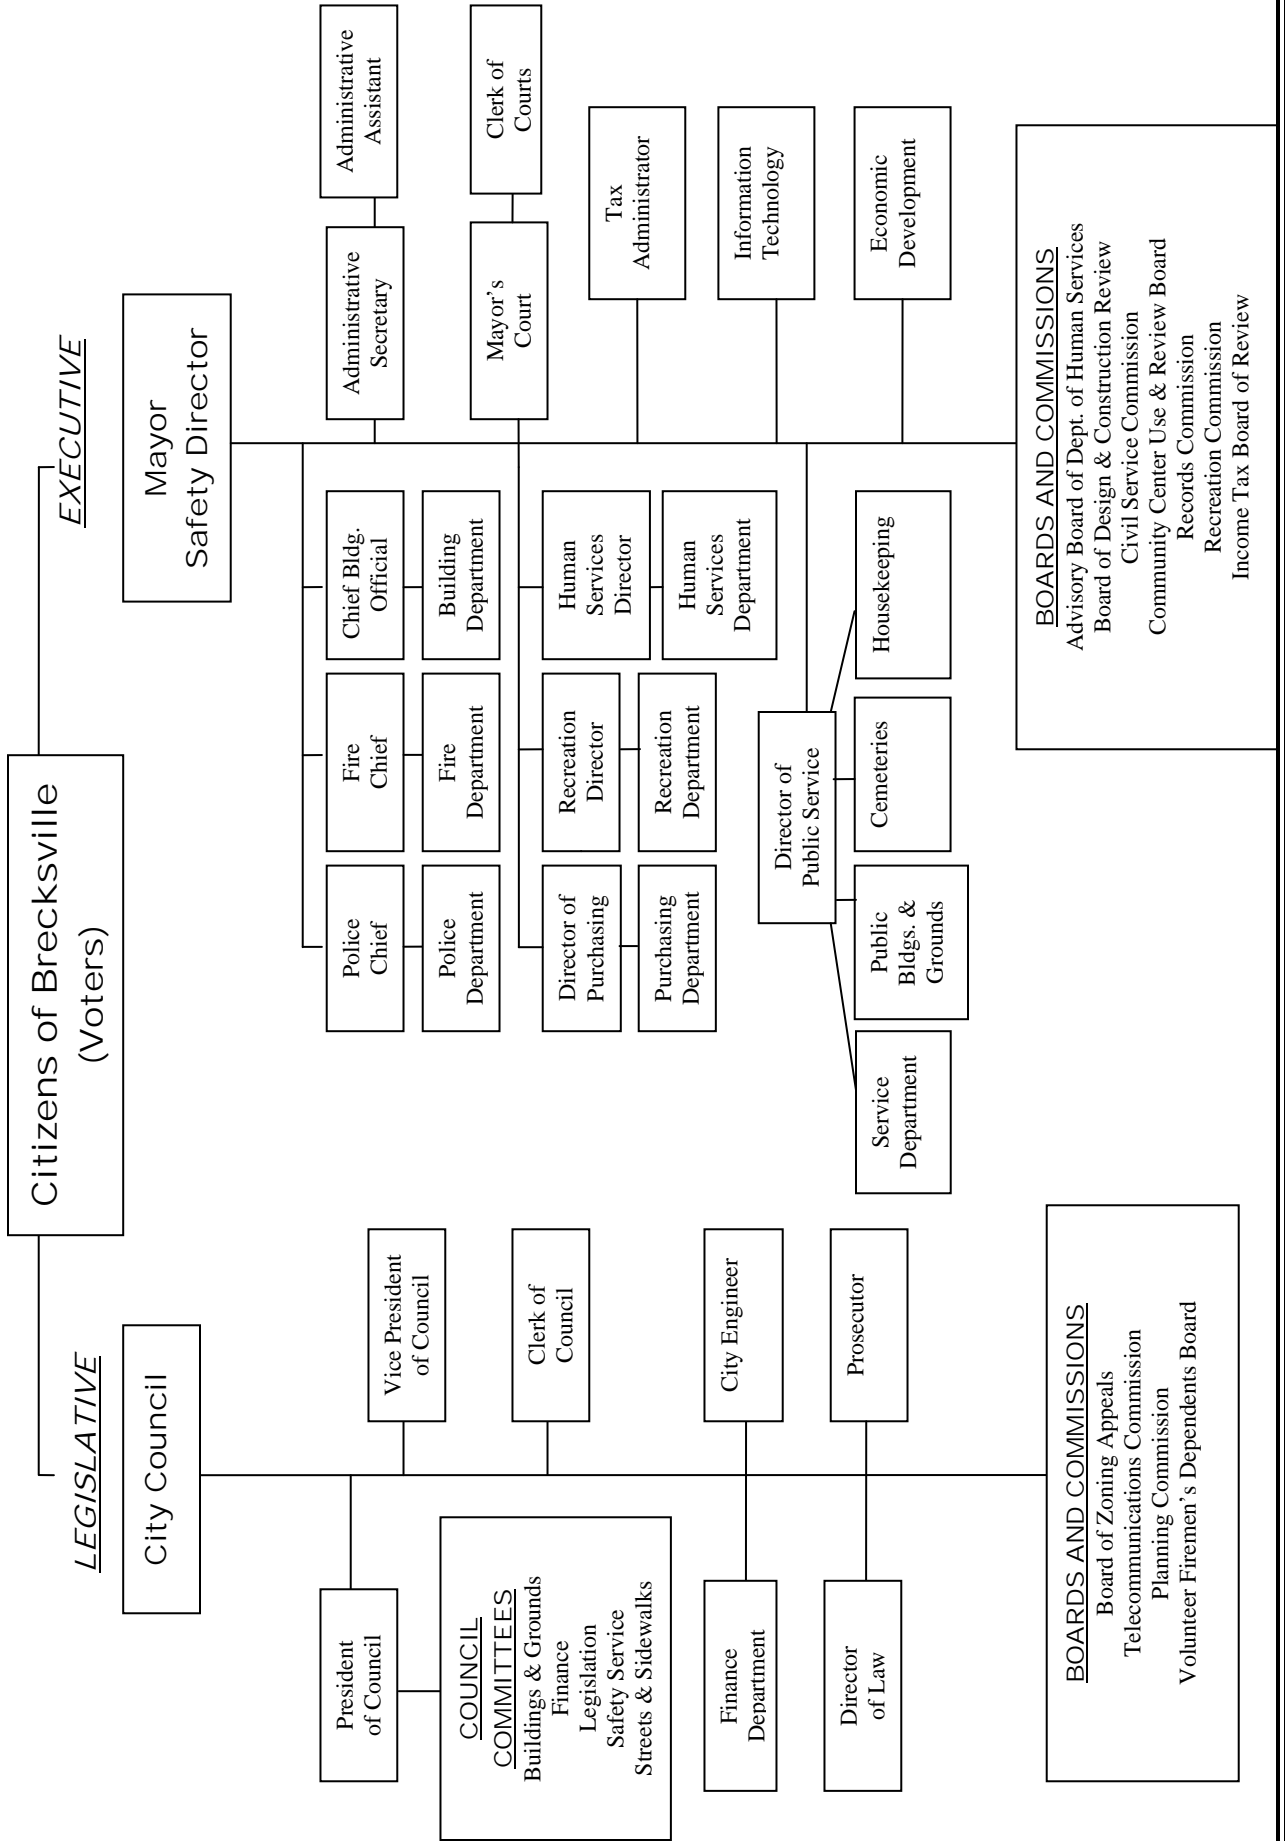 Citizens of Brecksville
(Voters)
LEGISLATIVE
City Council
President
of Council
Vice President
of Council
COUNCIL
COMMITTEES
Buildings & Grounds
Finance
Legislation
Safety Service
Streets & Sidewalks
Clerk of
Council
Finance
Department
City Engineer
Director
of Law
Prosecutor
BOARDS AND COMMISSIONS
Board of Zoning Appeals
Telecommunications Commission
Planning Commission
Volunteer Firemen's Dependents Board
EXECUTIVE
Mayor
Safety Director
Administrative
Secretary
Administrative
Assistant
Police
Chief
Fire
Chief
Chief Bldg.
Official
Police
Department
Fire
Department
Building
Department
Mayor's
Court
Clerk of
Courts
Director of
Purchasing
Recreation
Director
Human
Services
Director
Purchasing
Department
Recreation
Department
Human
Services
Department
Tax
Administrator
Information
Technology
Director of
Public Service
Economic
Development
Service
Department
Public
Bldgs. &
Grounds
Cemeteries
Housekeeping
BOARDS AND COMMISSIONS
Advisory Board of Dept. of Human Services
Board of Design & Construction Review
Civil Service Commission
Community Center Use & Review Board
Records Commission
Recreation Commission
Income Tax Board of Review